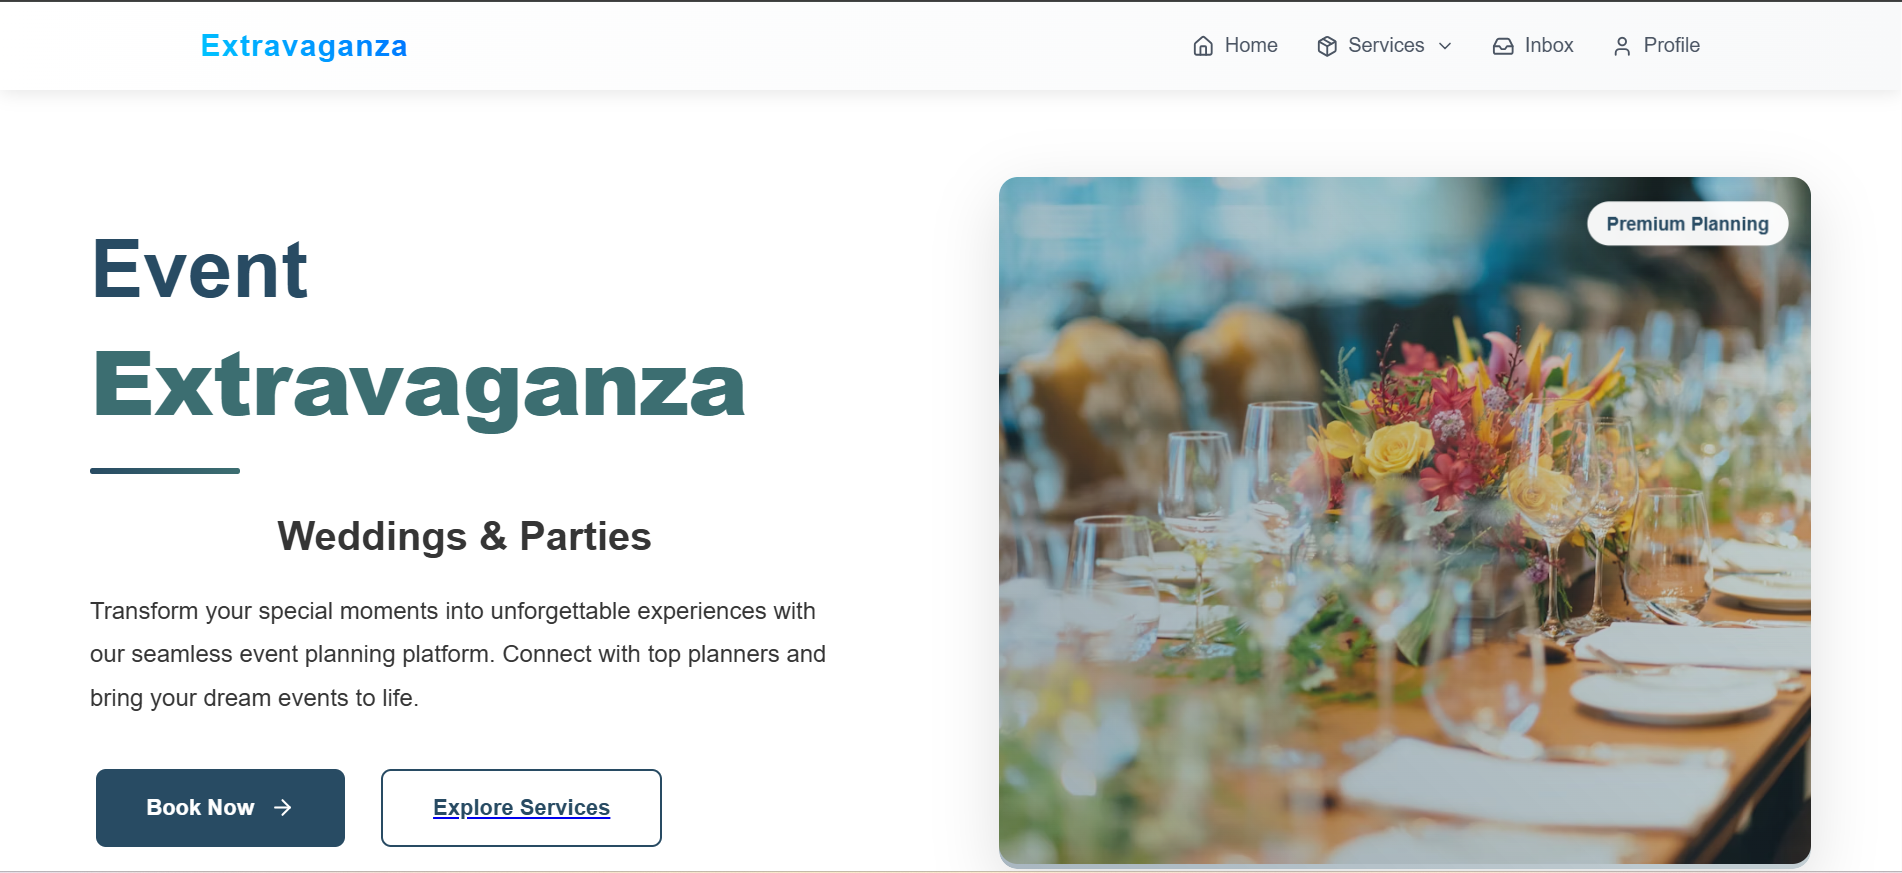 Extravaganza
Home
Services
Inbox
Profile
Premium Planning
Event
Extravaganza
Weddings & Parties
Transform your special moments into unforgettable experiences with
our seamless event planning platform. Connect with top planners and
bring your dream events to life.
Book Now
Explore Services